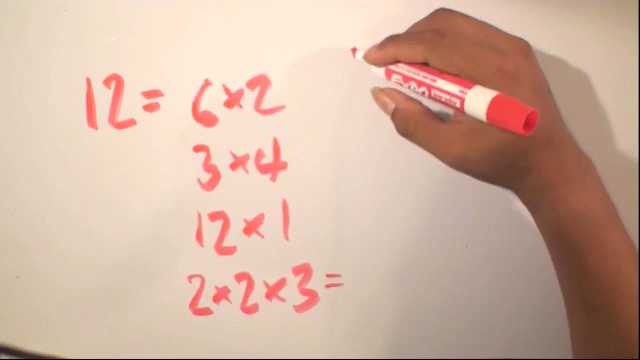 12 = 6 × 2
3 × 4
12 × 1
2 × 2 × 3 =